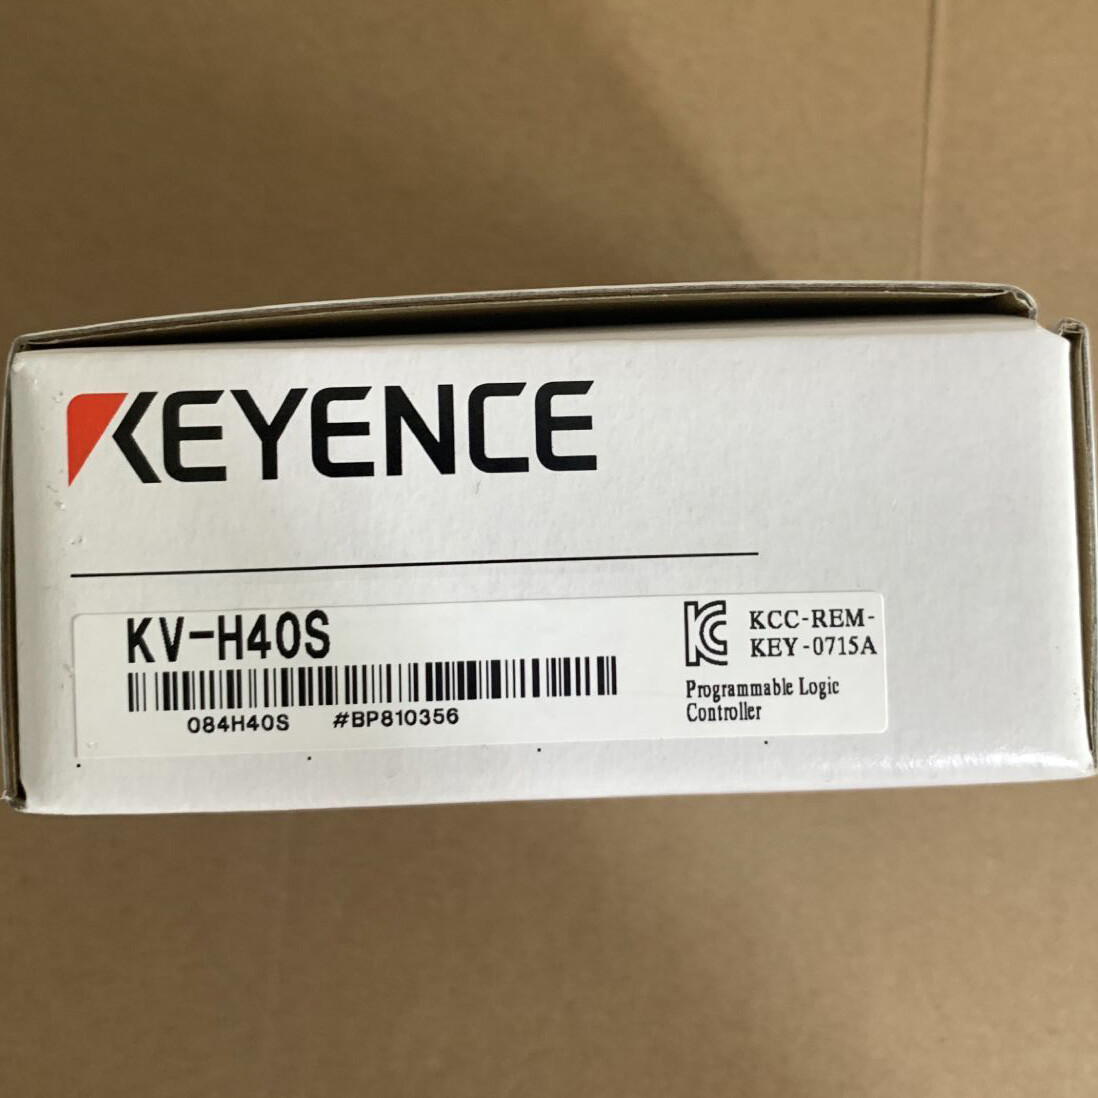 KEYENCE
KV-H40S
084H40S #BP810356
KCC-REM-
KEY-0715A
Programmable Logic
Controller